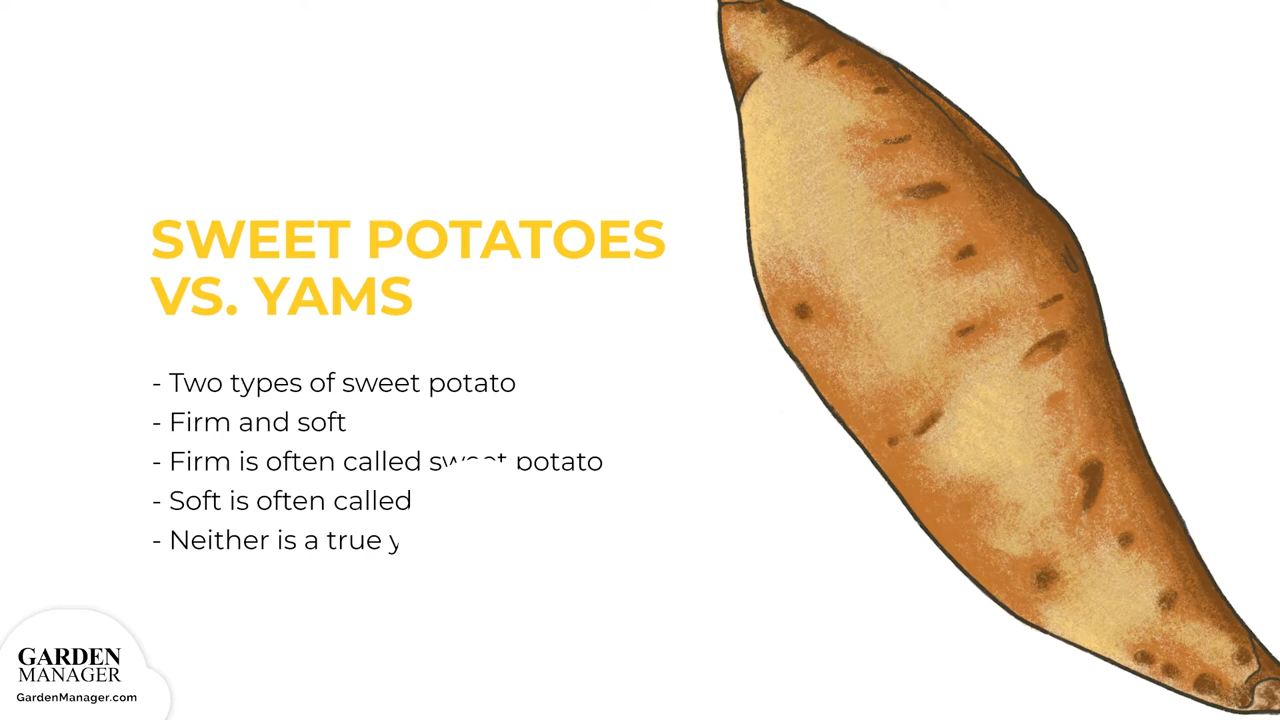 SWEET POTATOES
VS. YAMS
- Two types of sweet potato
- Firm and soft
- Firm is often called sweet potato
- Soft is often called
- Neither is a true
GARDEN
MANAGER
GardenManager.com